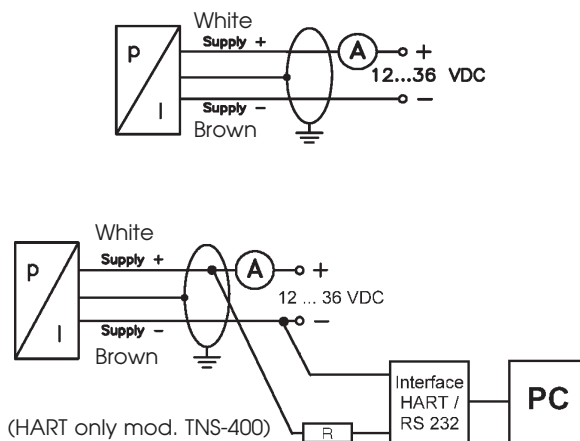 White
Supply +
p
I
A
+
12...36 VDC
Supply –
–
Brown
White
Supply +
p
I
A
+
12 ... 36 VDC
Supply –
–
Brown
Interface
HART /
RS 232
PC
(HART only mod. TNS-400)
R